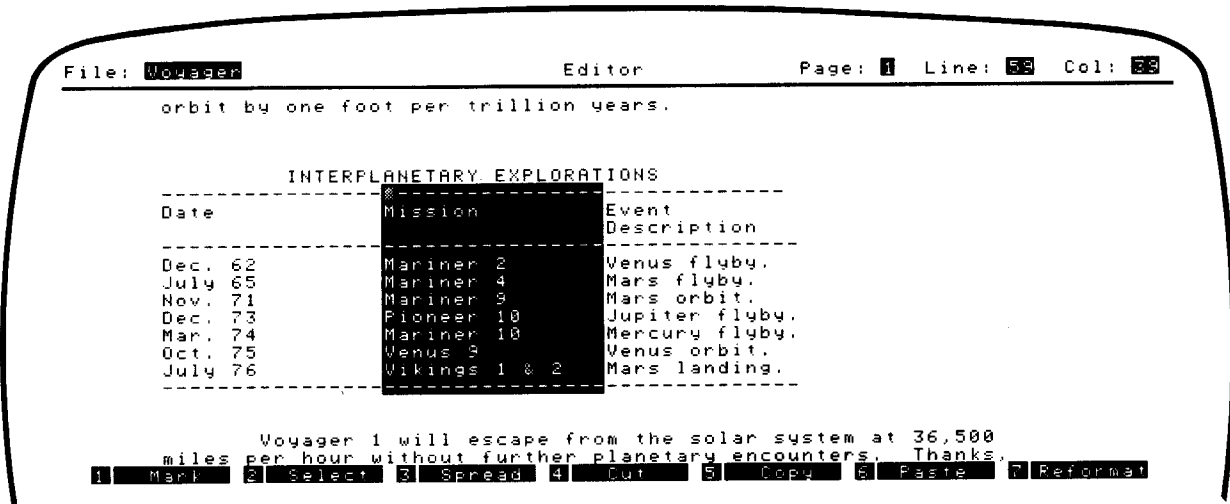 File: Voyager Editor Page: 1 Line: 59 Col: 39
orbit by one foot per trillion years.
INTERPLANETARY EXPLORATIONS
Date Mission Event
Description
Dec. 62 Mariner 2 Venus flyby.
July 65 Mariner 4 Mars flyby.
Nov. 71 Mariner 9 Mars orbit.
Dec. 73 Pioneer 10 Jupiter flyby.
Mar. 74 Mariner 10 Mercury flyby.
Oct. 75 Venus 9 Venus orbit.
July 76 Vikings 1 & 2 Mars landing.
Voyager 1 will escape from the solar system at 36,500
miles per hour without further planetary encounters. Thanks,
1 Mark 2 Select 3 Spread 4 Cut 5 Copy 6 Paste 7 Reformat